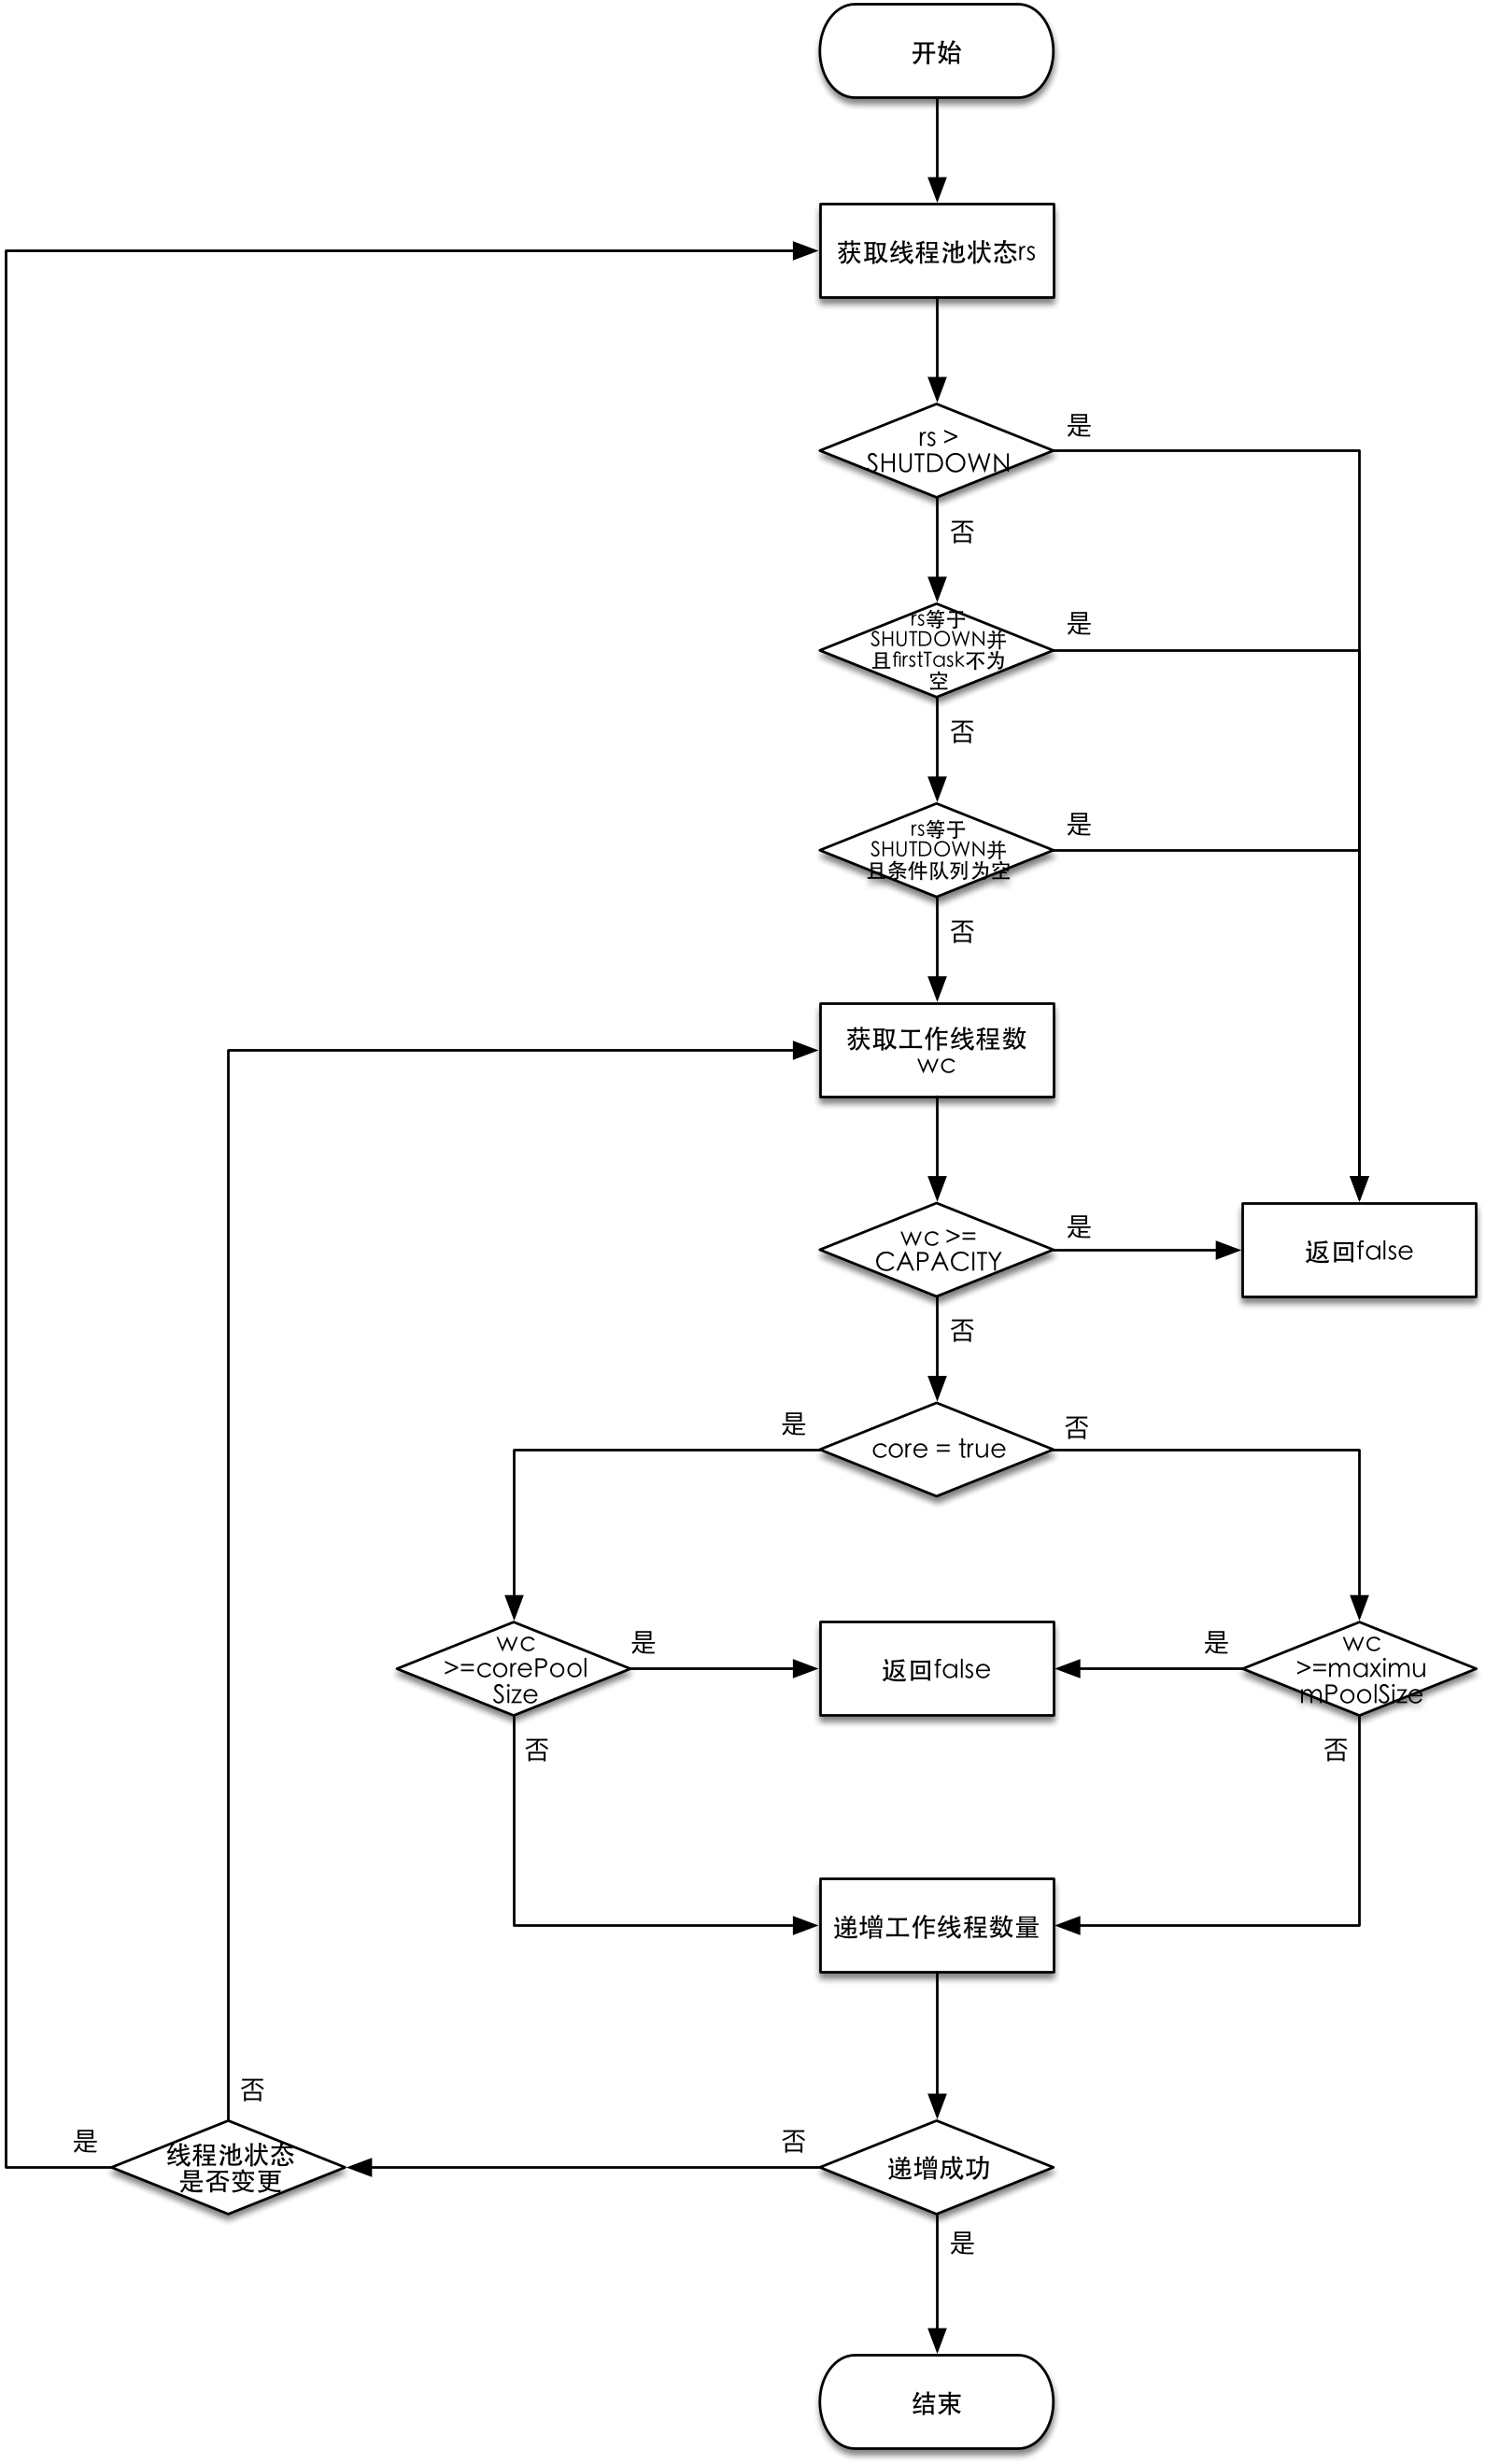 开始
获取线程池状态rs
rs >
SHUTDOWN
是
否
rs等于
SHUTDOWN并
且firstTask不为
空
是
否
rs等于
SHUTDOWN并
且条件队列为空
是
否
获取工作线程数
wc
wc >=
CAPACITY
是
返回false
否
是
core = true
否
wc
>=corePool
Size
是
返回false
是
wc
>=maximu
mPoolSize
否
否
递增工作线程数量
否
是
线程池状态
是否变更
否
递增成功
是
结束